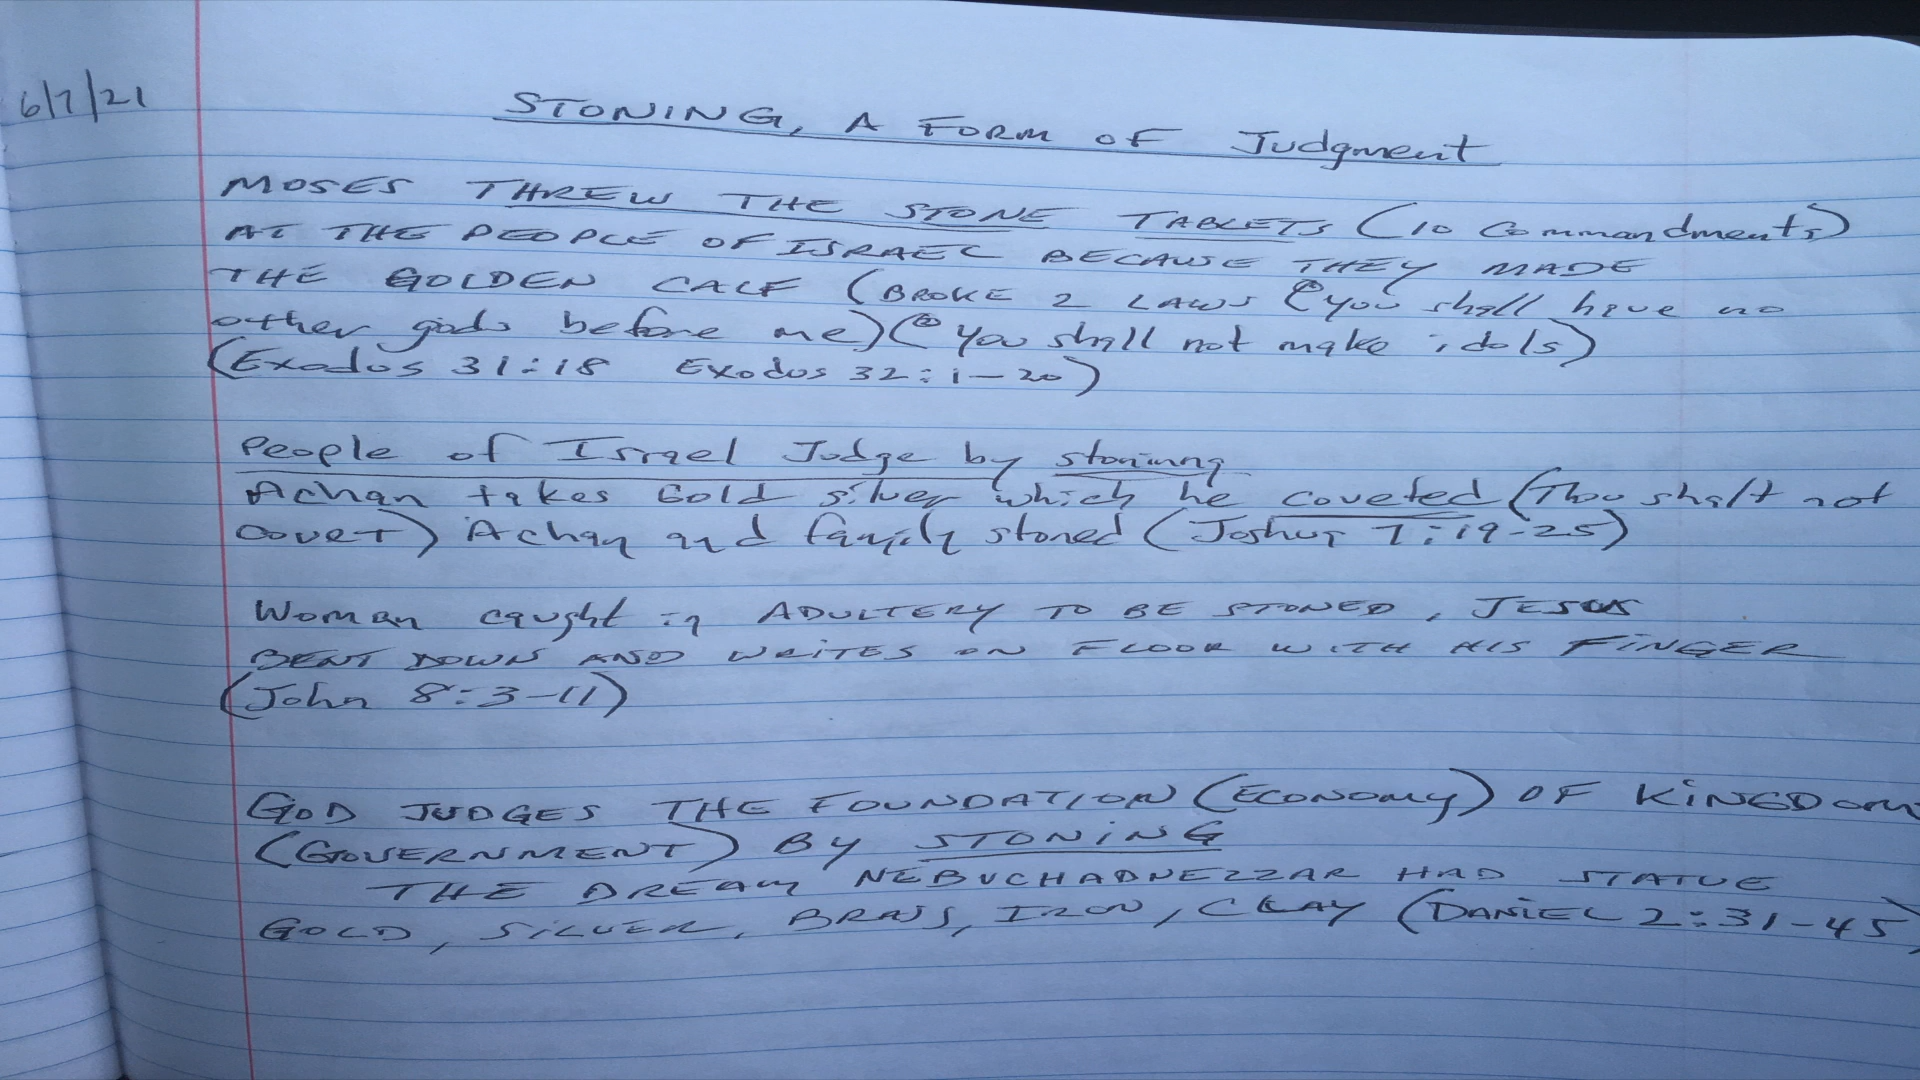 6/7/21
STONING, A FORM OF Judgment
MOSES THREW THE STONE TABLETS (10 Commandments)
AT THE PEOPLE OF ISRAEL BECAUSE THEY MADE
THE GOLDEN CALF (BROKE 2 LAWS (① you shall have no
other gods before me) (② You shall not make idols)
(Exodus 31:18 Exodus 32:1-20)
People of Israel Judge by stoning
Achan takes Gold silver which he coveted (Thou shalt not
covet) Achan and family stoned (Joshua 7:19-25)
Woman caught in ADULTERY TO BE STONED, JESUS
BENT DOWN AND WRITES ON FLOOR WITH HIS FINGER
(John 8:3-11)
GOD JUDGES THE FOUNDATION (ECONOMY) OF KINGDOM
(GOVERNMENT) BY STONING
THE DREAM NEBUCHADNEZZAR HAD STATUE
GOLD, SILVER, BRASS, IRON, CLAY (DANIEL 2:31-45)